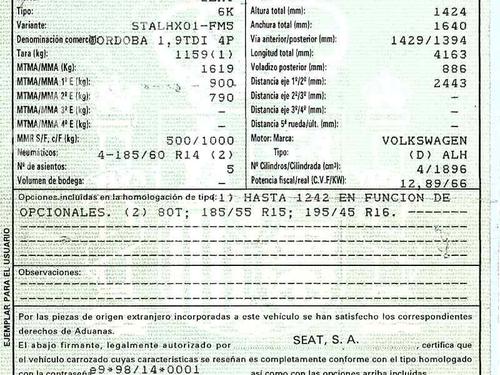 Tipo: 6K Altura total (mm): 1424
Variante: STALHX01-FM5 Anchura total (mm): 1640
Denominación comerc CORDOBA 1,9TDI 4P Vía anterior/posterior (mm): 1429/1394
Tara (kg): 1159(1) Longitud total (mm): 4163
MTMA/MMA (Kg): 1619 Voladizo posterior (mm): 886
MTMA/MMA 1º E (kg): 900 Distancia eje 1º/2º (mm): 2443
MTMA/MMA 2º E (kg): 790 Distancia eje 2º/3º (mm): —
MTMA/MMA 3º E (kg): — Distancia eje 3º/4º (mm): —
MTMA/MMA 4º E (kg): — Distancia 5ª rueda/últ. (mm): —
MMR S/F, c/F (kg): 500/1000 Motor: Marca: VOLKSWAGEN
Neumáticos: 4-185/60 R14 (2) Tipo: (D) ALH
Nº de asientos: 5 Nº Cilindros/Cilindrada (cm³): 4/1896
Volumen de bodega: — Potencia fiscal/real (C.V.F/KW): 12,89/66
Opciones incluidas en la homologación de tipo: (1) HASTA 1242 EN FUNCION DE
OPCIONALES. (2) 80T; 185/55 R15; 195/45 R16. -------
Observaciones:
Por las piezas de origen extranjero incorporadas a este vehículo se han satisfecho los correspondientes
derechos de Aduanas.
El abajo firmante, legalmente autorizado por SEAT, S.A. , certifica que
el vehículo carrozado cuyas características se reseñan es completamente conforme con el tipo homologado
con la contraseña e9*98/14*0001 así como con las opciones arriba incluidas
EJEMPLAR PARA EL USUARIO